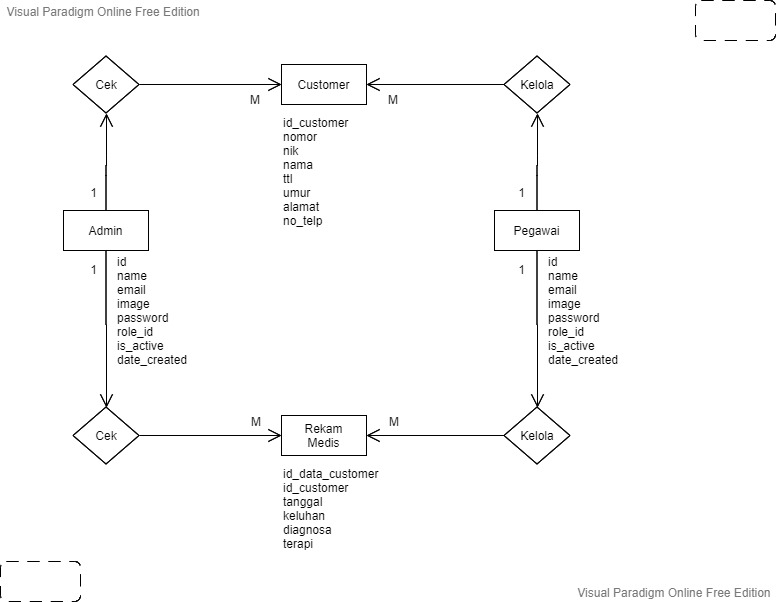 Visual Paradigm Online Free Edition
Cek
Customer
Kelola
M
M
id_customer
nomor
nik
nama
ttl
umur
alamat
no_telp
1
1
Admin
Pegawai
1
1
id
name
email
image
password
role_id
is_active
date_created
id
name
email
image
password
role_id
is_active
date_created
M
M
Cek
Rekam
Medis
Kelola
id_data_customer
id_customer
tanggal
keluhan
diagnosa
terapi
Visual Paradigm Online Free Edition